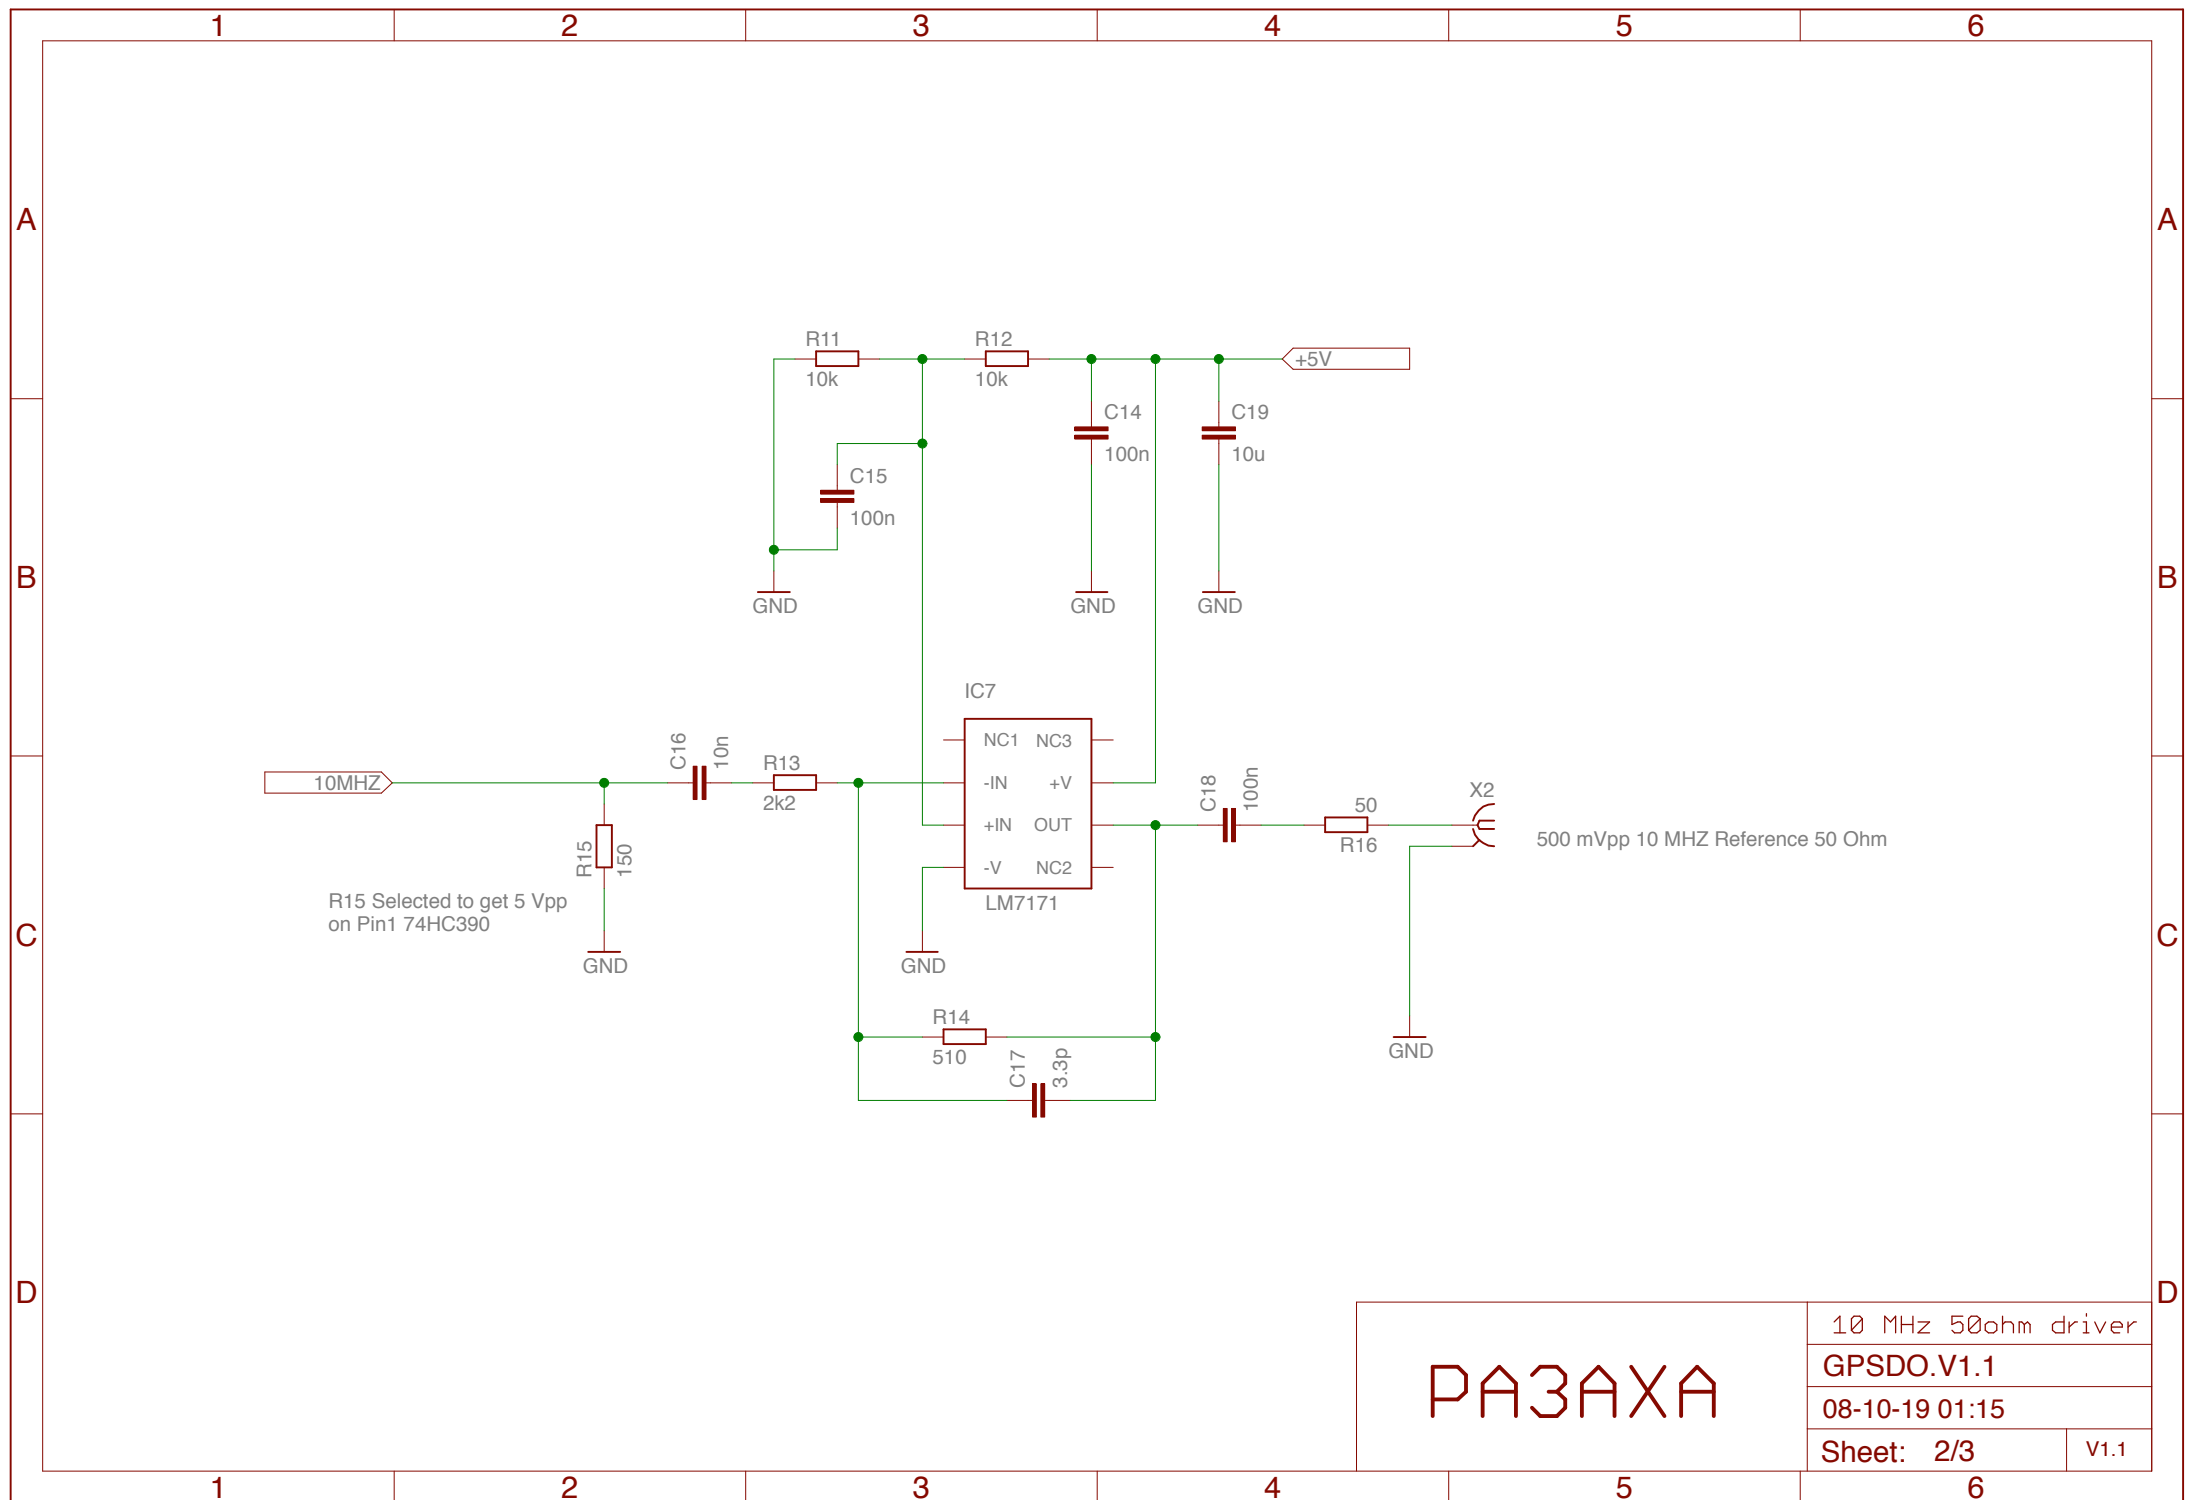 1 2 3 4 5 6
A A
R11 R12
+5V
10k 10k
C14 C19
B B
100n 10u
C15
100n
GND GND GND
IC7
C16 10n
NC1 NC3
R13
10MHZ
-IN +V
2k2
C18 100n
X2
50
+IN OUT
R16
500 mVpp 10 MHZ Reference 50 Ohm
R15 150
-V NC2
LM7171
R15 Selected to get 5 Vpp
on Pin1 74HC390
C C
GND GND
R14
510
C17 3.3p
GND
D D
10 MHz 50ohm driver
PA3AXA
GPSDO.V1.1
08-10-19 01:15
Sheet: 2/3 V1.1
1 2 3 4 5 6